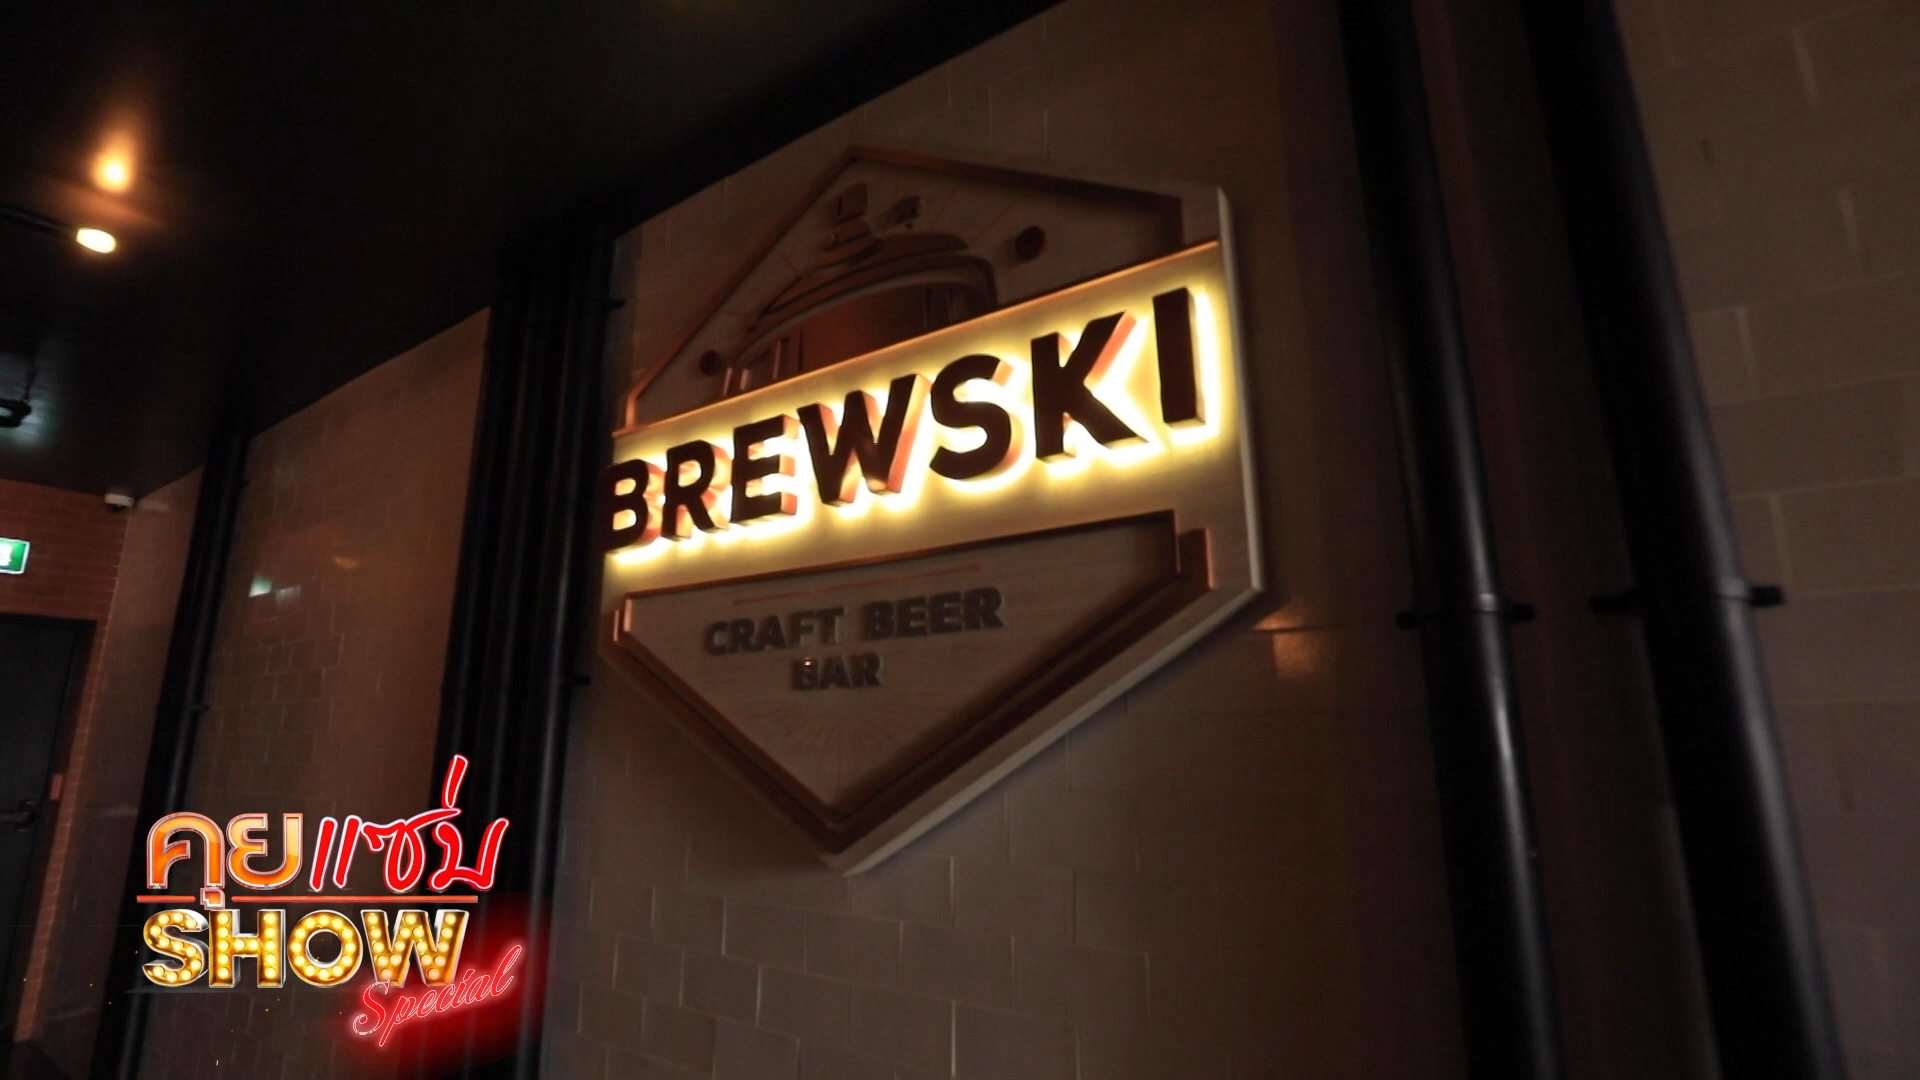 BREWSKI
CRAFT BEER
BAR
คุยแซ่บ
SHOW
Special